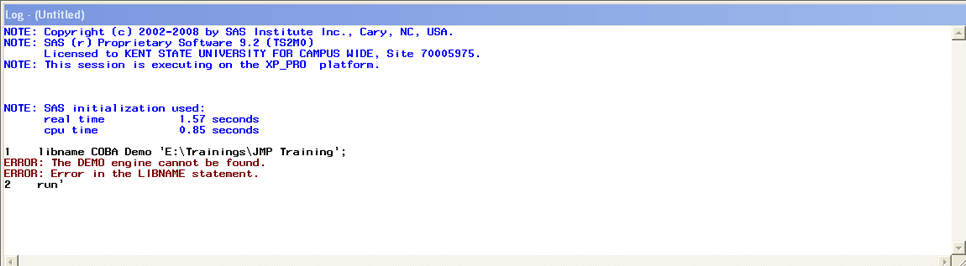 Log - (Untitled)
NOTE: Copyright (c) 2002-2008 by SAS Institute Inc., Cary, NC, USA.
NOTE: SAS (r) Proprietary Software 9.2 (TS2M0)
      Licensed to KENT STATE UNIVERSITY FOR CAMPUS WIDE, Site 70005975.
NOTE: This session is executing on the XP_PRO  platform.
NOTE: SAS initialization used:
      real time           1.57 seconds
      cpu time            0.85 seconds
1    libname COBA Demo 'E:\Trainings\JMP Training';
ERROR: The DEMO engine cannot be found.
ERROR: Error in the LIBNAME statement.
2    run'